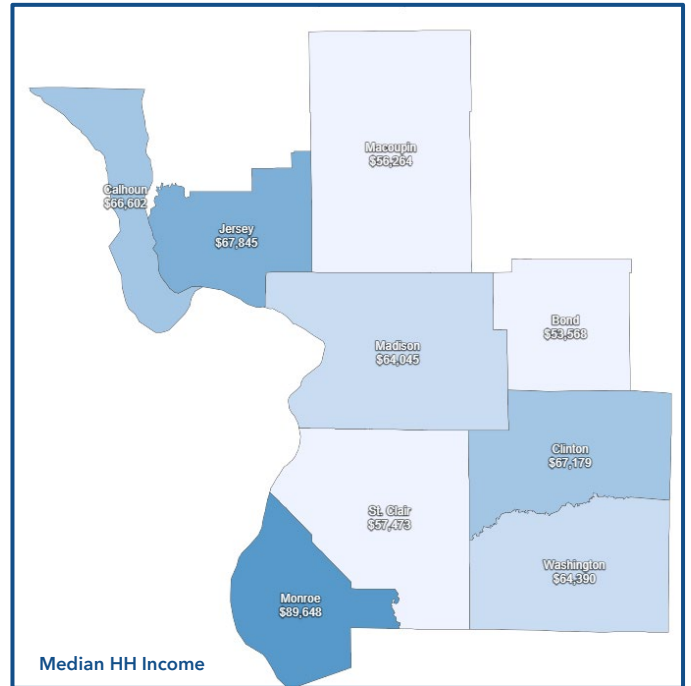 Macoupin
$56,264
Calhoun
$66,602
Jersey
$67,845
Bond
$53,568
Madison
$64,045
Clinton
$67,179
St. Clair
$57,473
Washington
$64,390
Monroe
$89,648
Median HH Income